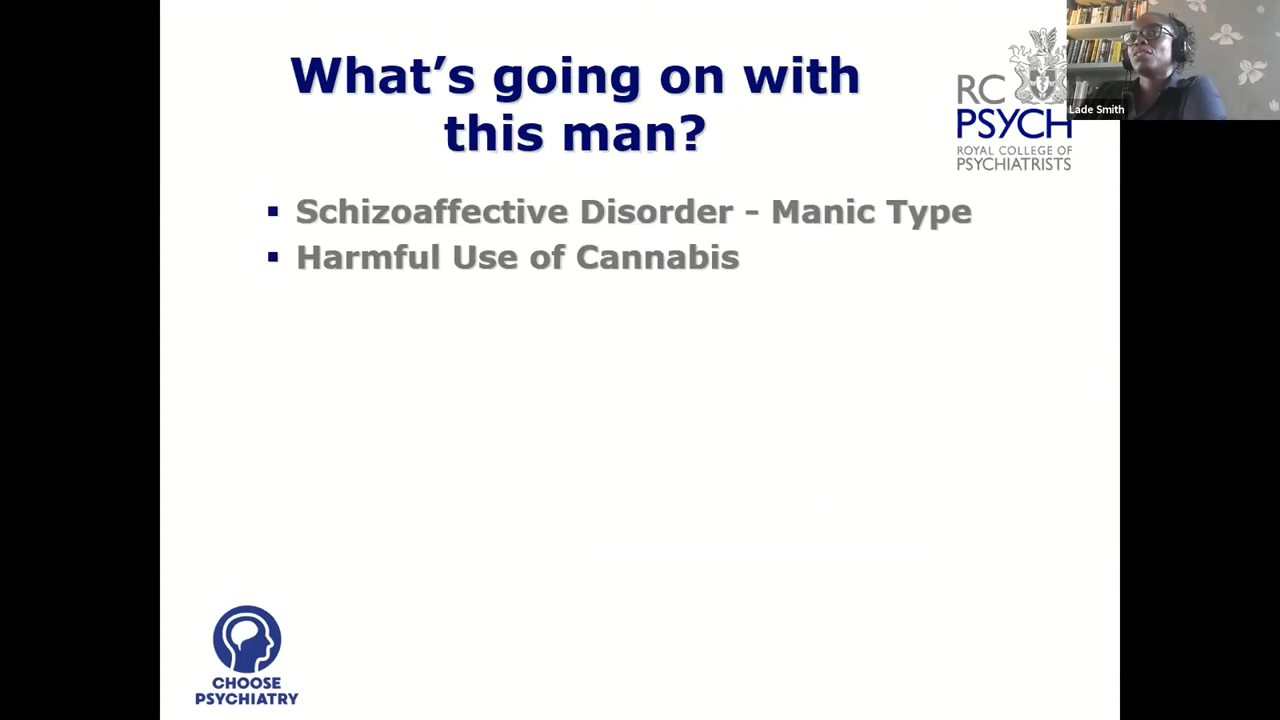 What's going on with
this man?
RC
PSYCH
ROYAL COLLEGE OF
PSYCHIATRISTS
Lade Smith
▪ Schizoaffective Disorder - Manic Type
▪ Harmful Use of Cannabis
CHOOSE
PSYCHIATRY